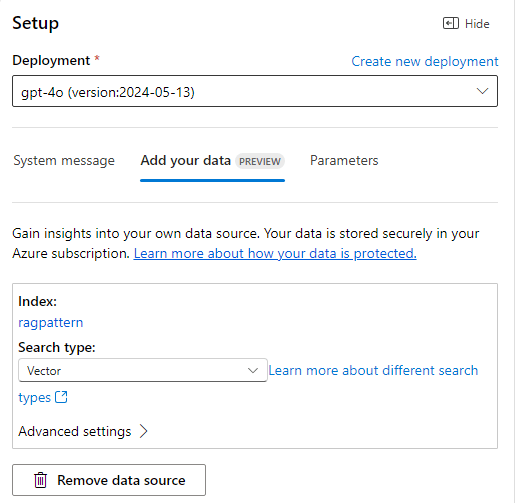 Setup
Hide
Deployment *
Create new deployment
gpt-4o (version:2024-05-13)
System message
Add your data PREVIEW
Parameters
Gain insights into your own data source. Your data is stored securely in your
Azure subscription. Learn more about how your data is protected.
Index:
ragpattern
Search type:
Vector
Learn more about different search
types
Advanced settings
Remove data source